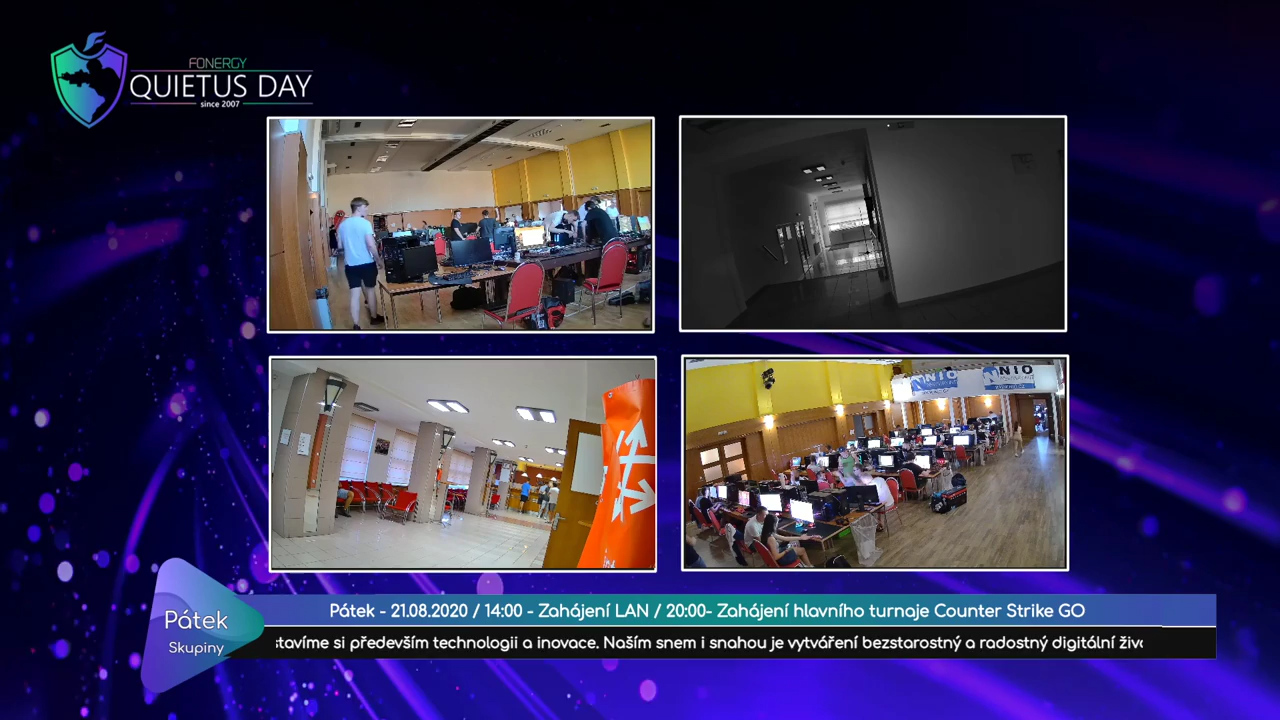 FONERGY
QUIETUS DAY
since 2007
NIO
NIO
Pátek
Skupiny
Pátek - 21.08.2020 / 14:00 - Zahájení LAN / 20:00- Zahájení hlavního turnaje Counter Strike GO
stavíme si především technologii a inovace. Naším snem i snahou je vytváření bezstarostný a radostný digitální živo